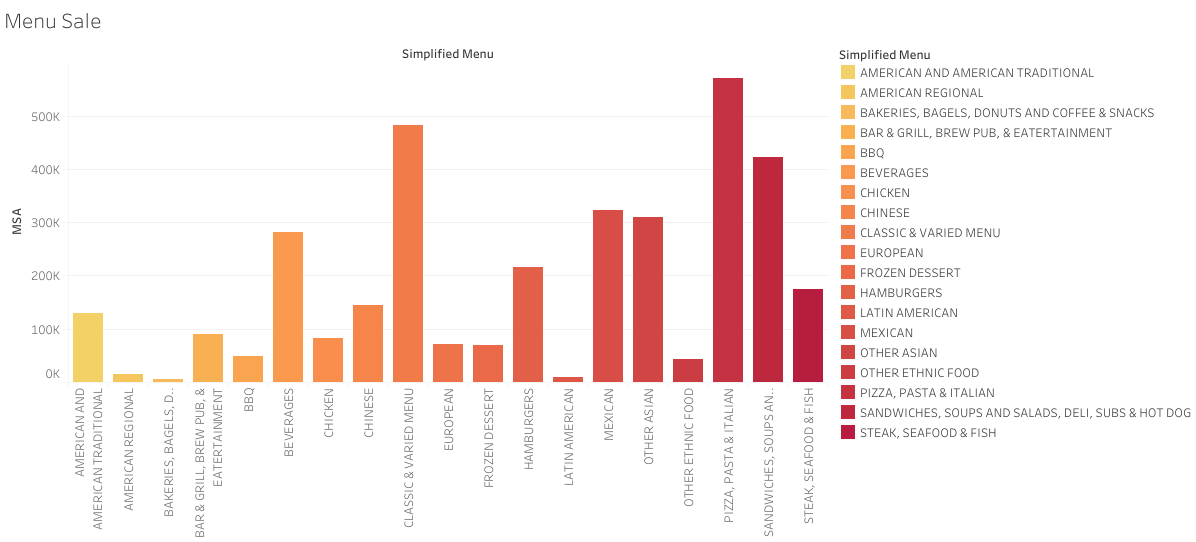 Menu Sale
Simplified Menu
MSA
500K
400K
300K
200K
100K
0K
AMERICAN AND
AMERICAN TRADITIONAL
AMERICAN REGIONAL
BAKERIES, BAGELS, D..
BAR & GRILL, BREW PUB, &
EATERTAINMENT
BBQ
BEVERAGES
CHICKEN
CHINESE
CLASSIC & VARIED MENU
EUROPEAN
FROZEN DESSERT
HAMBURGERS
LATIN AMERICAN
MEXICAN
OTHER ASIAN
OTHER ETHNIC FOOD
PIZZA, PASTA & ITALIAN
SANDWICHES, SOUPS AN..
STEAK, SEAFOOD & FISH
Simplified Menu
AMERICAN AND AMERICAN TRADITIONAL
AMERICAN REGIONAL
BAKERIES, BAGELS, DONUTS AND COFFEE & SNACKS
BAR & GRILL, BREW PUB, & EATERTAINMENT
BBQ
BEVERAGES
CHICKEN
CHINESE
CLASSIC & VARIED MENU
EUROPEAN
FROZEN DESSERT
HAMBURGERS
LATIN AMERICAN
MEXICAN
OTHER ASIAN
OTHER ETHNIC FOOD
PIZZA, PASTA & ITALIAN
SANDWICHES, SOUPS AND SALADS, DELI, SUBS & HOT DOG
STEAK, SEAFOOD & FISH